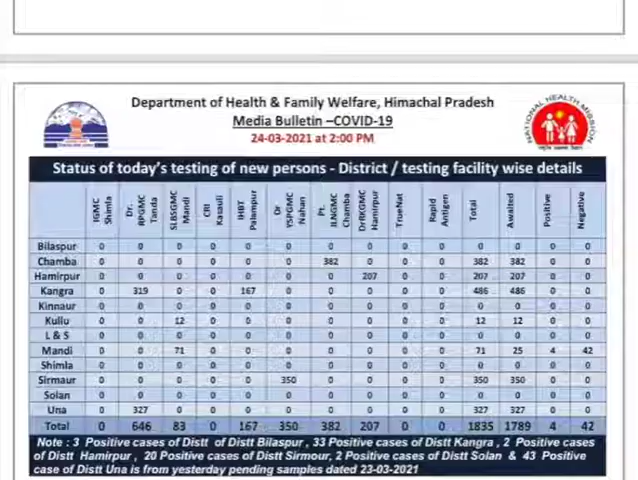 Department of Health & Family Welfare, Himachal Pradesh
Media Bulletin –COVID-19
24-03-2021 at 2:00 PM
NATIONAL HEALTH MISSION
Status of today's testing of new persons - District / testing facility wise details
IGMC Shimla Dr. RPGMC Tanda SLBSGMC Mandi CRI Kasauli IHBT Palampur Dr YSPGMC Nahan Pt. JLNGMC Chamba DrRKGMC Hamirpur TrueNat Rapid Antigen Total Awaited Positive Negative
Bilaspur 0 0 0 0 0 0 0 0 0 0 0 0 0 0
Chamba 0 0 0 0 0 0 382 0 0 0 382 382 0 0
Hamirpur 0 0 0 0 0 0 0 207 0 0 207 207 0 0
Kangra 0 319 0 0 167 0 0 0 0 0 486 486 0 0
Kinnaur 0 0 0 0 0 0 0 0 0 0 0 0 0 0
Kullu 0 0 12 0 0 0 0 0 0 0 12 12 0 0
L & S 0 0 0 0 0 0 0 0 0 0 0 0 0 0
Mandi 0 0 71 0 0 0 0 0 0 0 71 25 4 42
Shimla 0 0 0 0 0 0 0 0 0 0 0 0 0 0
Sirmaur 0 0 0 0 0 350 0 0 0 0 350 350 0 0
Solan 0 0 0 0 0 0 0 0 0 0 0 0 0 0
Una 0 327 0 0 0 0 0 0 0 0 327 327 0 0
Total 0 646 83 0 167 350 382 207 0 0 1835 1789 4 42
Note : 3 Positive cases of Distt of Distt Bilaspur , 33 Positive cases of Distt Kangra , 2 Positive cases
of Distt Hamirpur , 20 Positive cases of Distt Sirmour, 2 Positive cases of Distt Solan & 43 Positive
case of Distt Una is from yesterday pending samples dated 23-03-2021